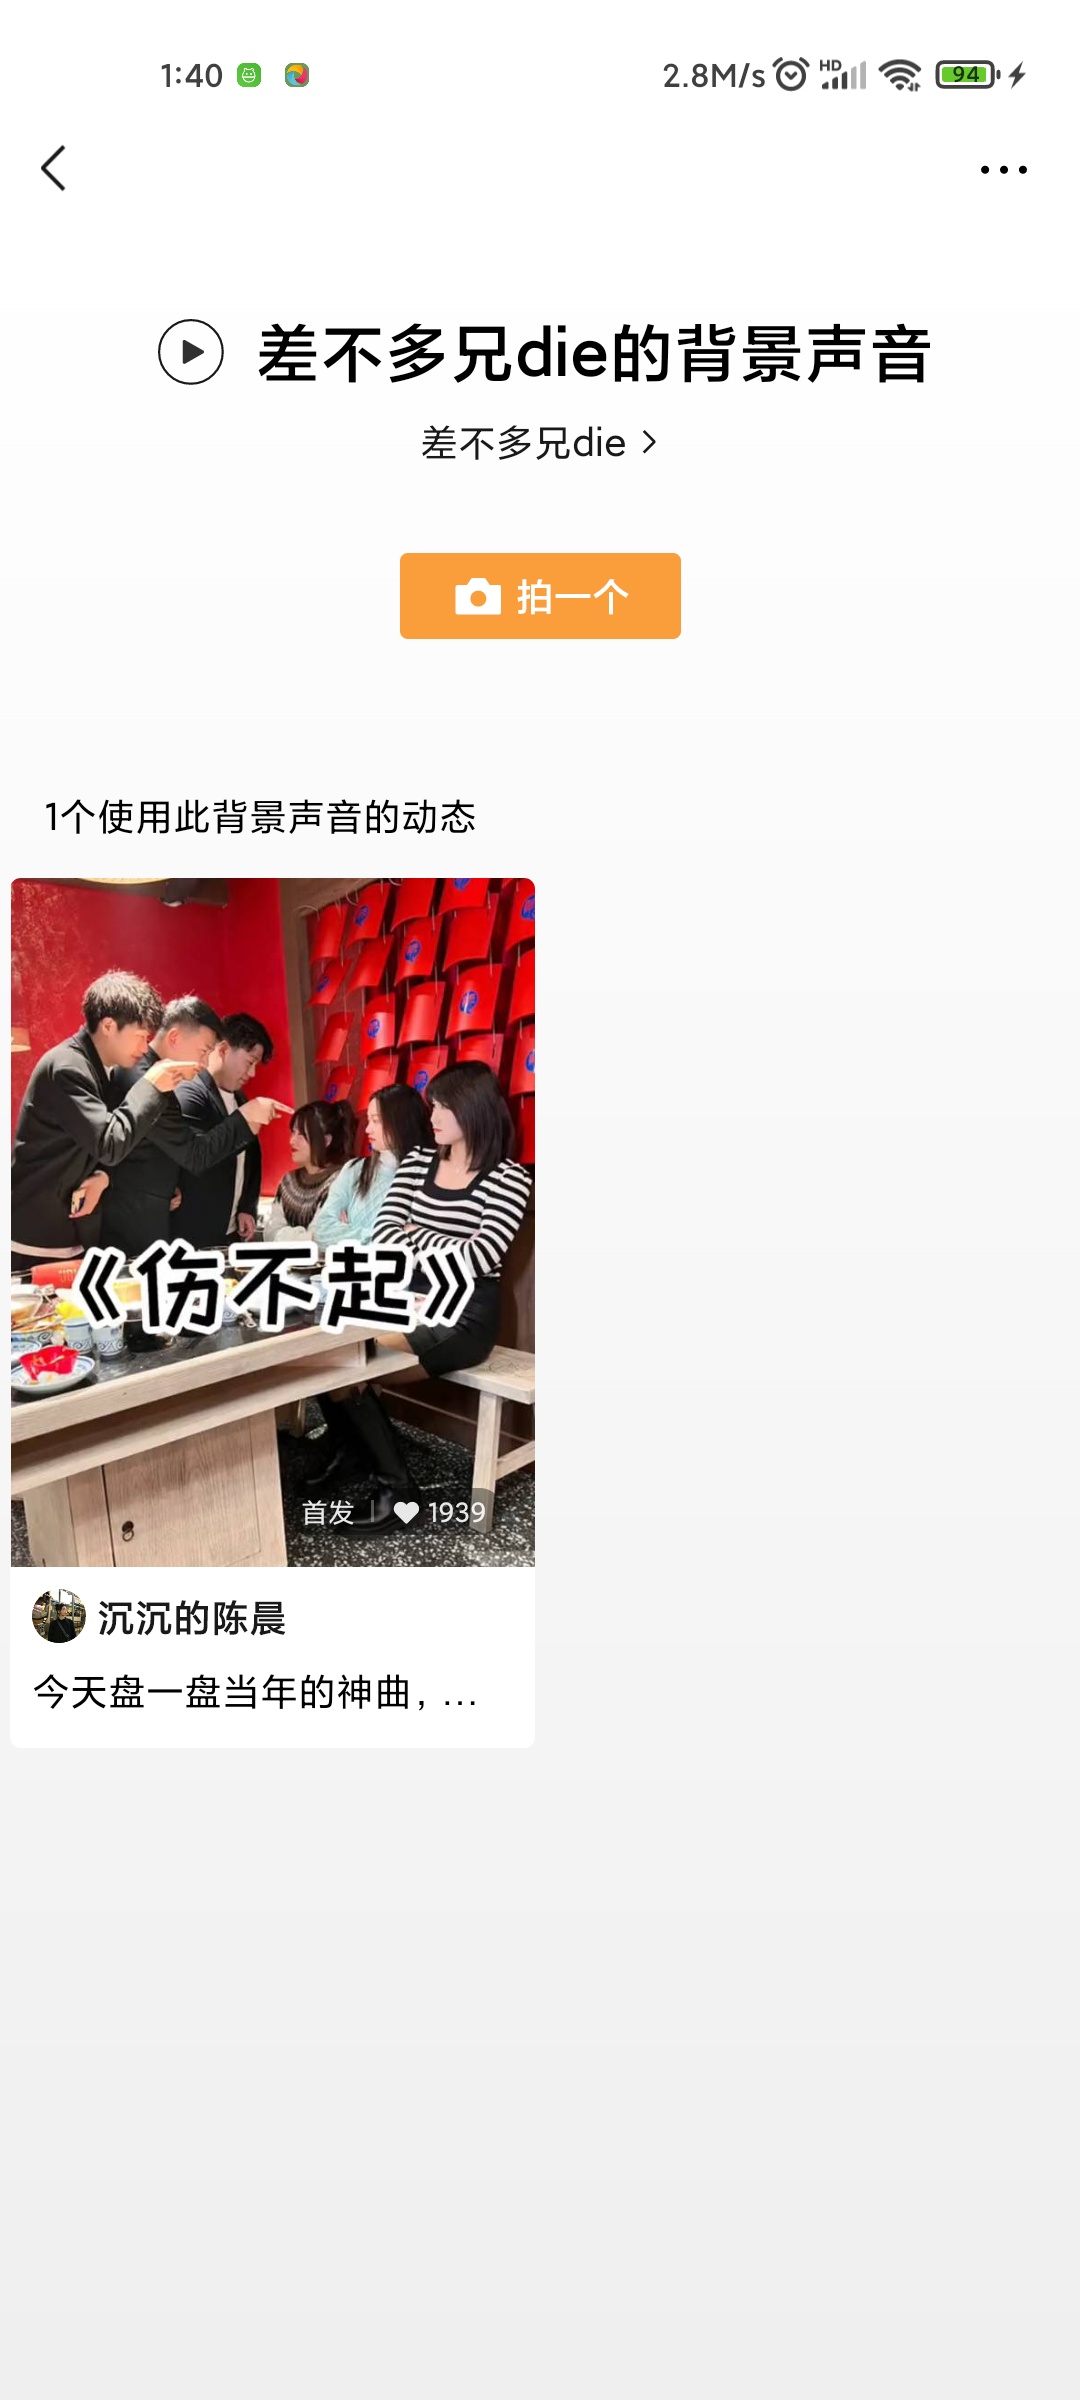 1:40
2.8M/s HD 94
差不多兄die的背景声音
差不多兄die
拍一个
1个使用此背景声音的动态
《伤不起》
首发 1939
沉沉的陈晨
今天盘一盘当年的神曲，...